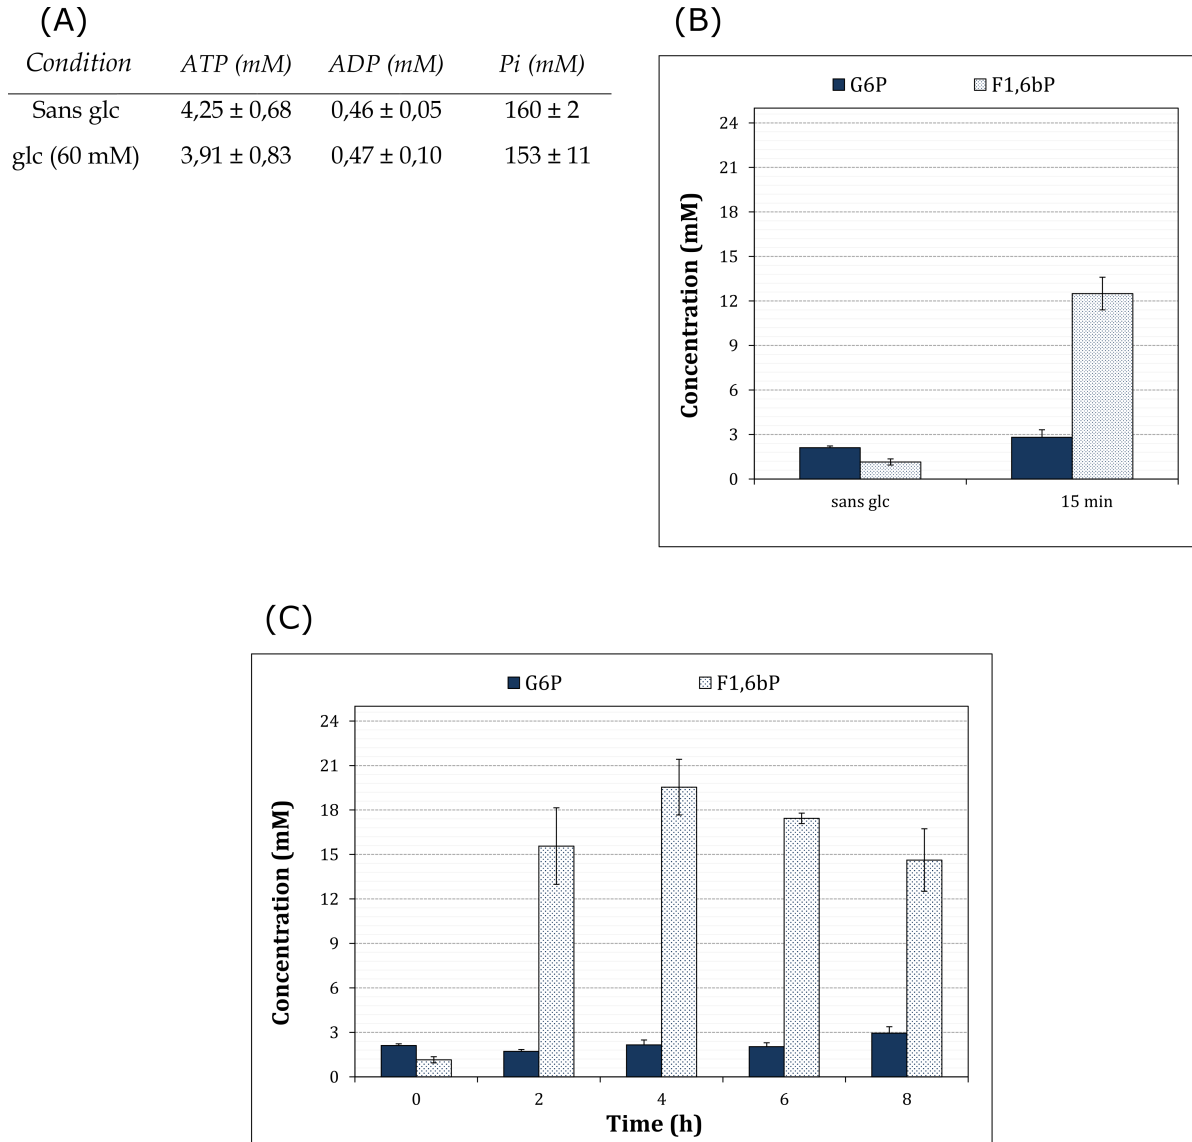 (A)
Condition ATP (mM) ADP (mM) Pi (mM)
Sans glc 4,25 ± 0,68 0,46 ± 0,05 160 ± 2
glc (60 mM) 3,91 ± 0,83 0,47 ± 0,10 153 ± 11
(B)
G6P F1,6bP
Concentration (mM)
24
21
18
15
12
9
6
3
0
sans glc 15 min
(C)
G6P F1,6bP
Concentration (mM)
24
21
18
15
12
9
6
3
0
0 2 4 6 8
Time (h)